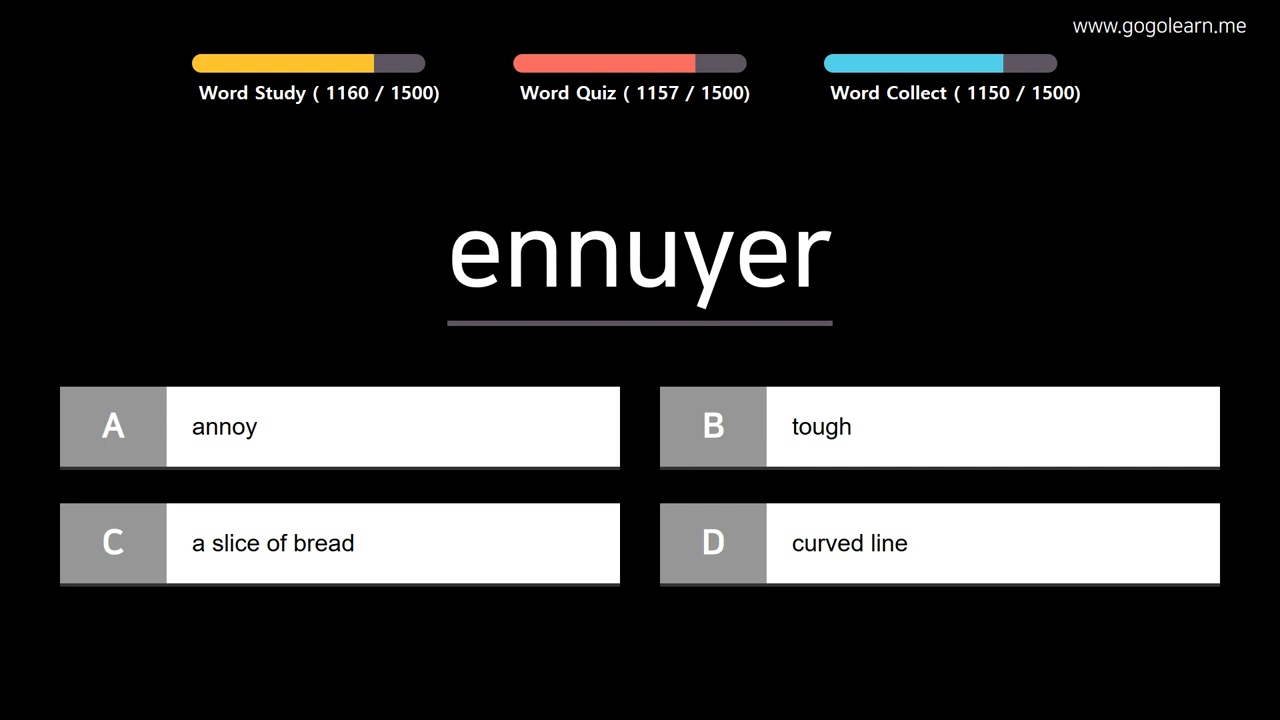 www.gogolearn.me
Word Study ( 1160 / 1500)
Word Quiz ( 1157 / 1500)
Word Collect ( 1150 / 1500)
ennuyer
A annoy
B tough
C a slice of bread
D curved line